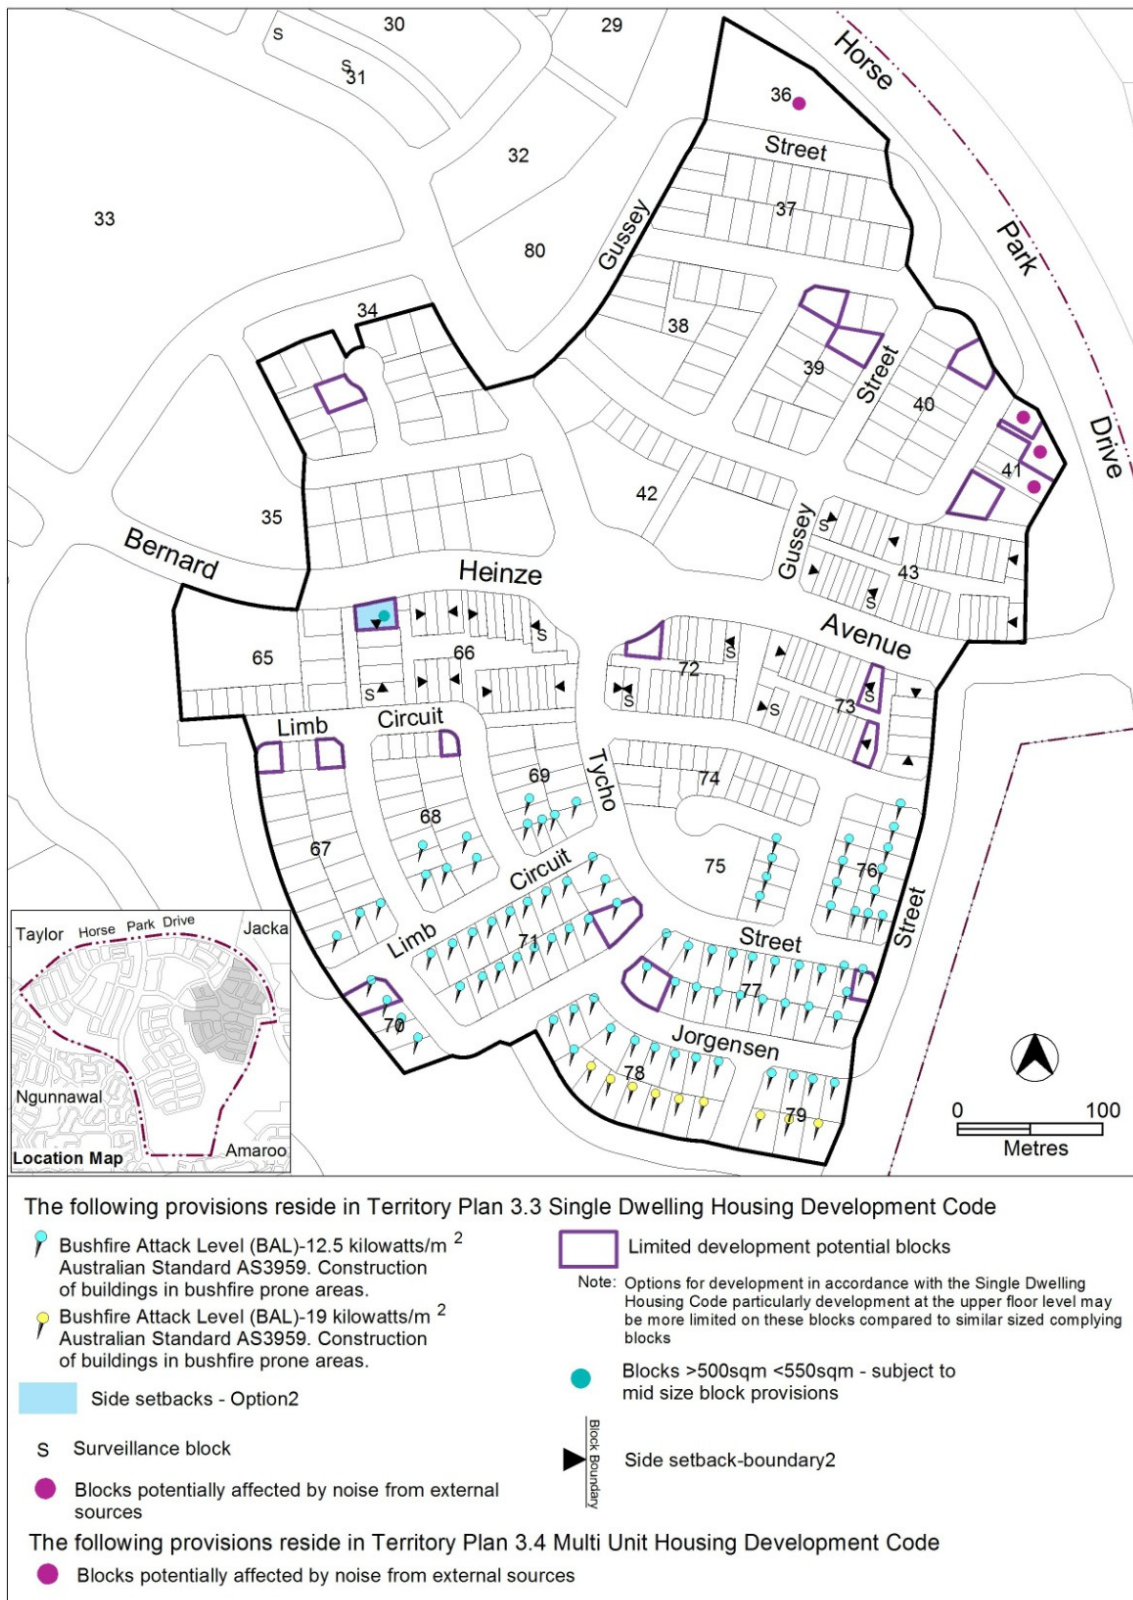 30
29
S
S
31
Horse
36
Street
32
33
37
Park
Gussey
80
34
38
39
Street
40
Drive
41
42
35
S
Gussey
43
Bernard
Heinze
S
S
Avenue
65
66
72
S
S
S
S
73
S
Limb
Circuit
69
Tycho
74
68
67
Circuit
75
76
Limb
71
Street
Street
77
70
Jorgensen
78
79
Taylor
Horse Park Drive
Jacka
Ngunnawal
Amaroo
Location Map
0 100
Metres
The following provisions reside in Territory Plan 3.3 Single Dwelling Housing Development Code
Bushfire Attack Level (BAL)-12.5 kilowatts/m 2
Australian Standard AS3959. Construction
of buildings in bushfire prone areas.
Bushfire Attack Level (BAL)-19 kilowatts/m 2
Australian Standard AS3959. Construction
of buildings in bushfire prone areas.
Side setbacks - Option2
S Surveillance block
Blocks potentially affected by noise from external
sources
Limited development potential blocks
Note: Options for development in accordance with the Single Dwelling
Housing Code particularly development at the upper floor level may
be more limited on these blocks compared to similar sized complying
blocks
Blocks >500sqm <550sqm - subject to
mid size block provisions
Block Boundary
Side setback-boundary2
The following provisions reside in Territory Plan 3.4 Multi Unit Housing Development Code
Blocks potentially affected by noise from external sources